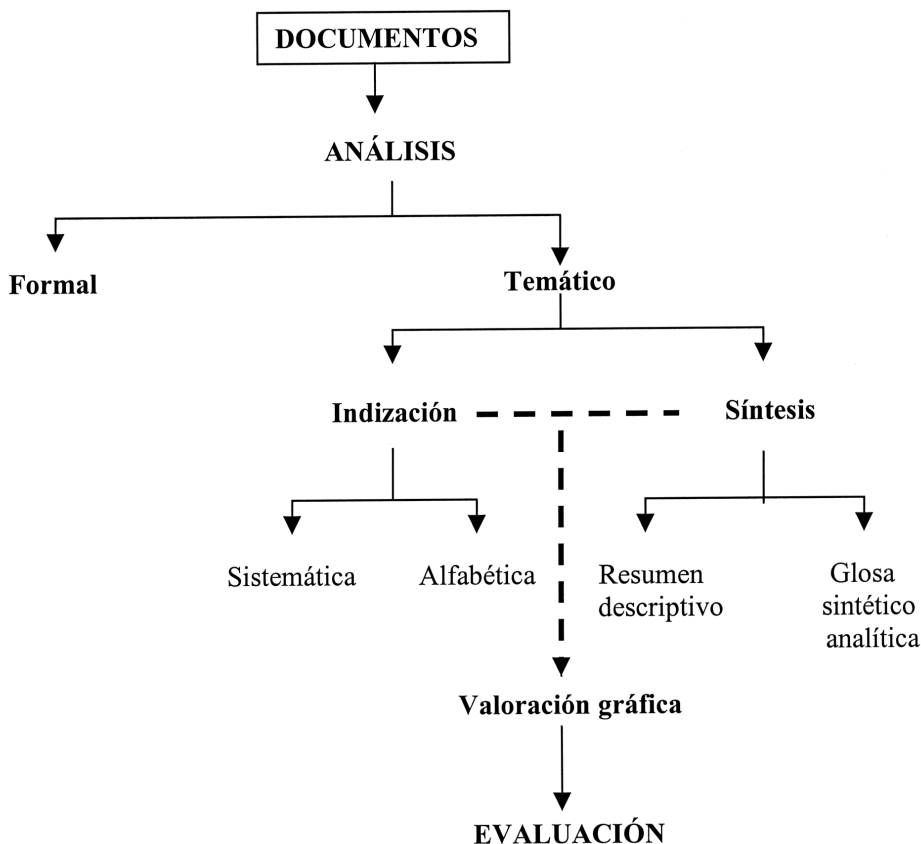 DOCUMENTOS
ANÁLISIS
Formal
Temático
Indización
Síntesis
Sistemática
Alfabética
Resumen
descriptivo
Glosa
sintético
analítica
Valoración gráfica
EVALUACIÓN